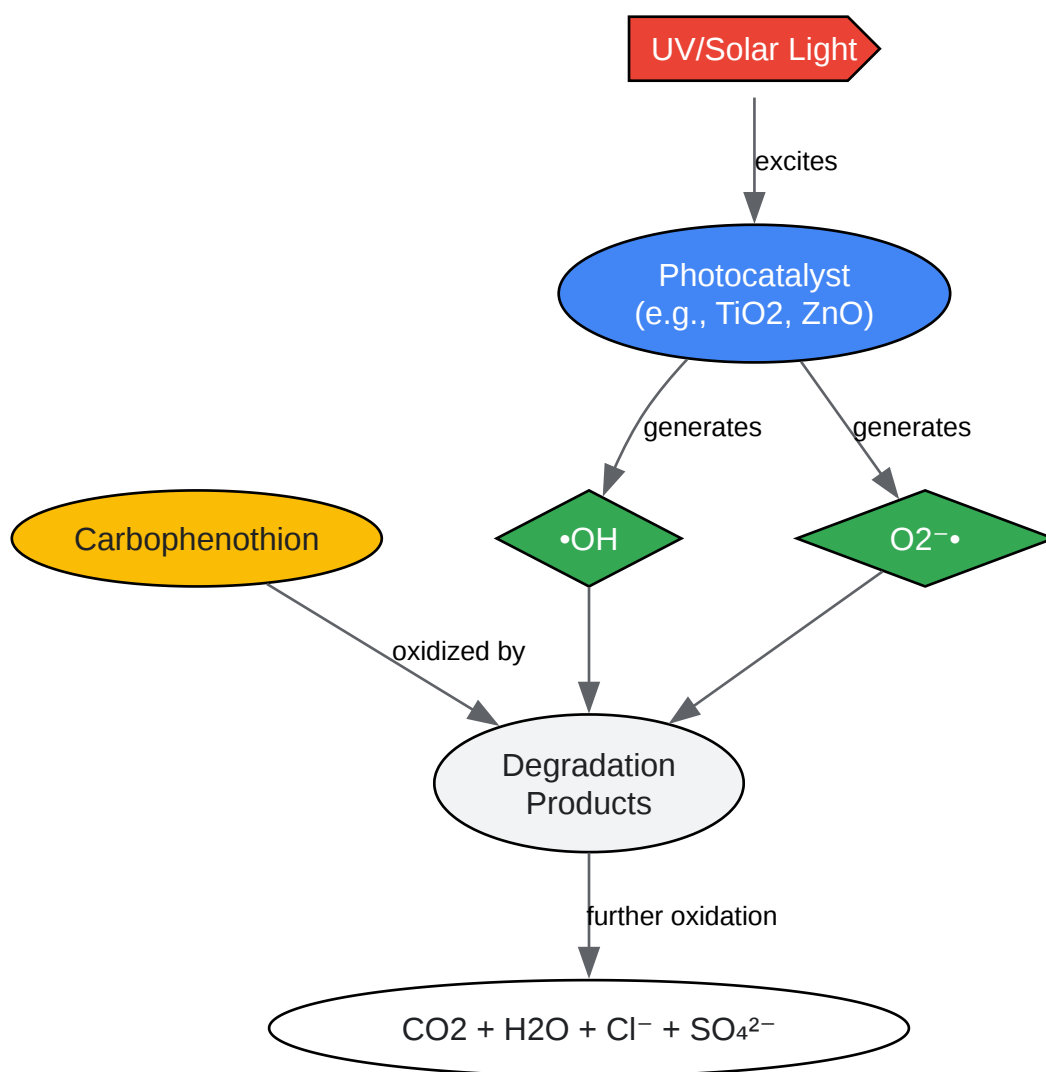 UV/Solar Light
excites
Photocatalyst
(e.g., TiO2, ZnO)
generates
generates
Carbophenothion
•OH
O2⁻•
oxidized by
Degradation
Products
further oxidation
CO2 + H2O + Cl⁻ + SO₄²⁻